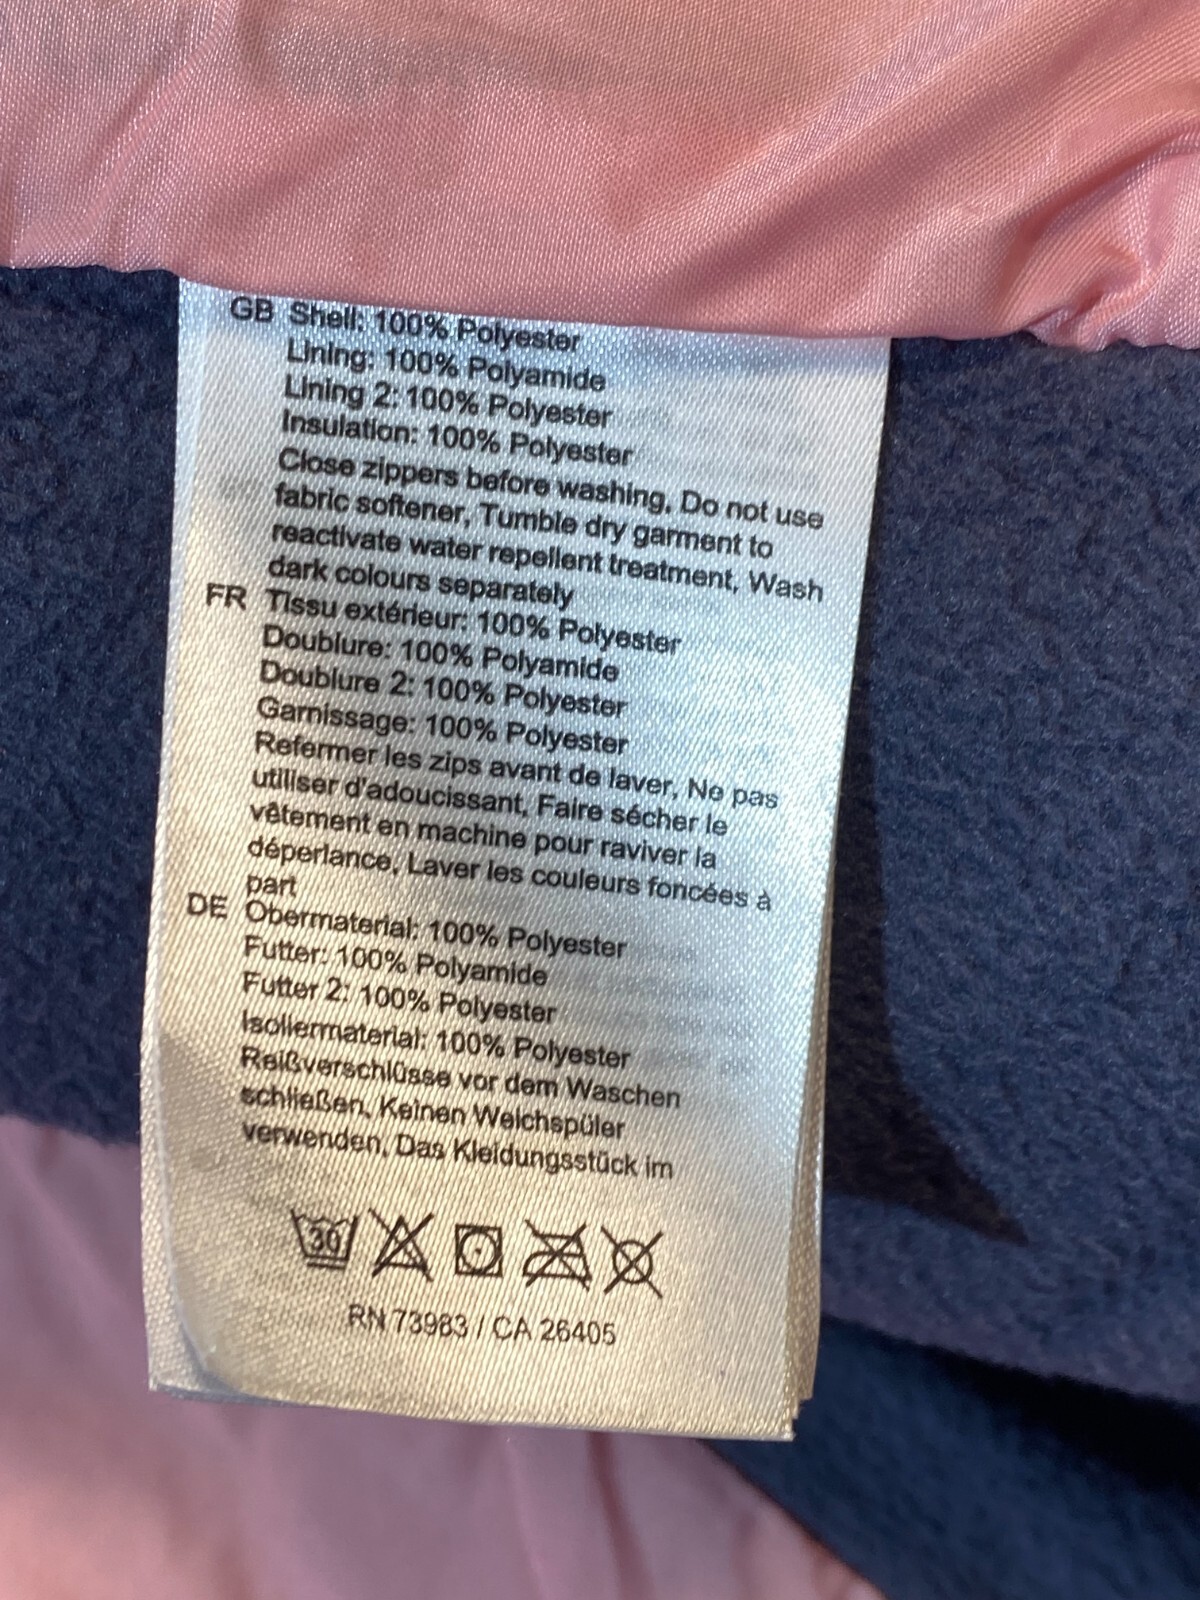 GB Shell: 100% Polyester
Lining: 100% Polyamide
Lining 2: 100% Polyester
Insulation: 100% Polyester
Close zippers before washing, Do not use
fabric softener, Tumble dry garment to
reactivate water repellent treatment, Wash
dark colours separately
FR Tissu extérieur: 100% Polyester
Doublure: 100% Polyamide
Doublure 2: 100% Polyester
Garnissage: 100% Polyester
Refermer les zips avant de laver, Ne pas
utiliser d'adoucissant, Faire sécher le
vêtement en machine pour raviver la
déperlance, Laver les couleurs foncées à
part
DE Obermaterial: 100% Polyester
Futter: 100% Polyamide
Futter 2: 100% Polyester
Isoliermaterial: 100% Polyester
Reißverschlüsse vor dem Waschen
schließen, Keinen Weichspüler
verwenden, Das Kleidungsstück im
30
RN 73983 / CA 26405